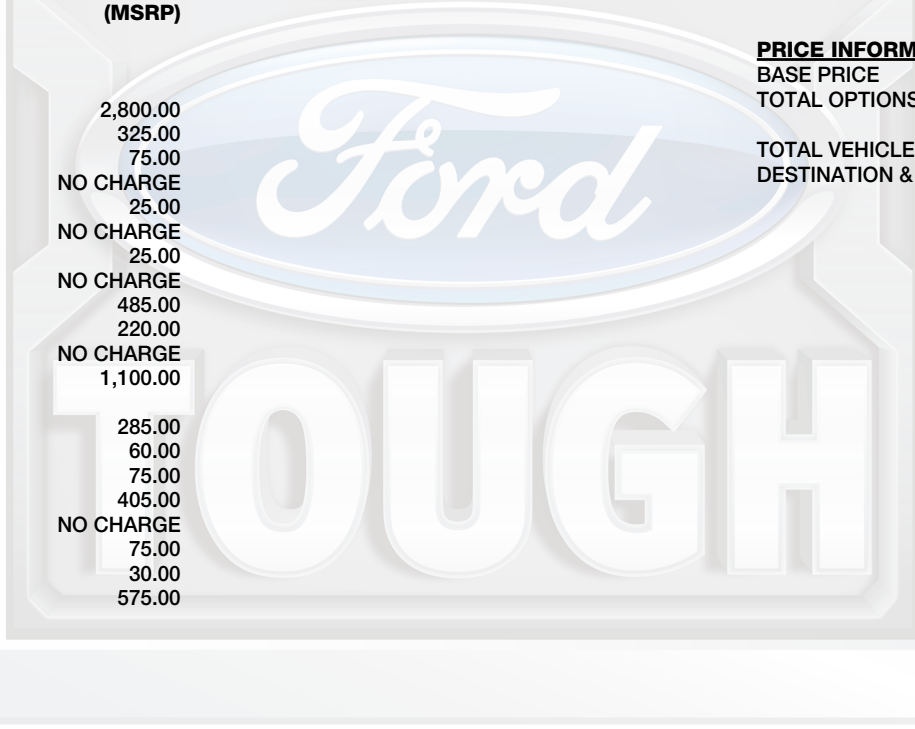 (MSRP)
2,800.00
325.00
75.00
NO CHARGE
25.00
NO CHARGE
25.00
NO CHARGE
485.00
220.00
NO CHARGE
1,100.00
285.00
60.00
75.00
405.00
NO CHARGE
75.00
30.00
575.00
PRICE INFORM
BASE PRICE
TOTAL OPTIONS
TOTAL VEHICLE
DESTINATION &
Ford
TOUGH